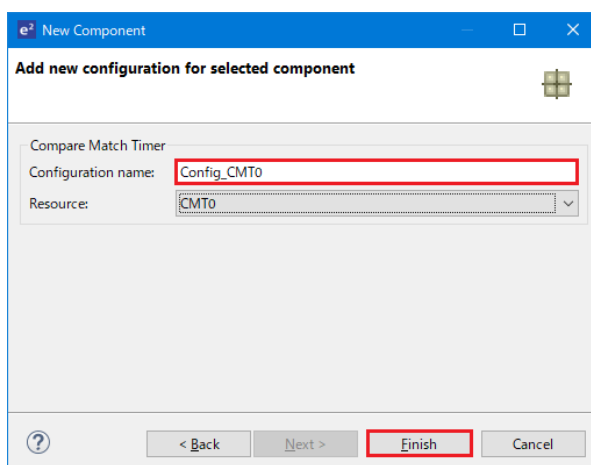 e² New Component
Add new configuration for selected component
Compare Match Timer
Configuration name: Config_CMT0
Resource: CMT0
? < Back Next > Finish Cancel